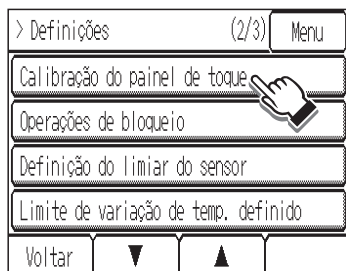 > Definições (2/3) Menu
Calibração do painel de toque
Operações de bloqueio
Definição do limiar do sensor
Limite de variação de temp. definido
Voltar ▼ ▲